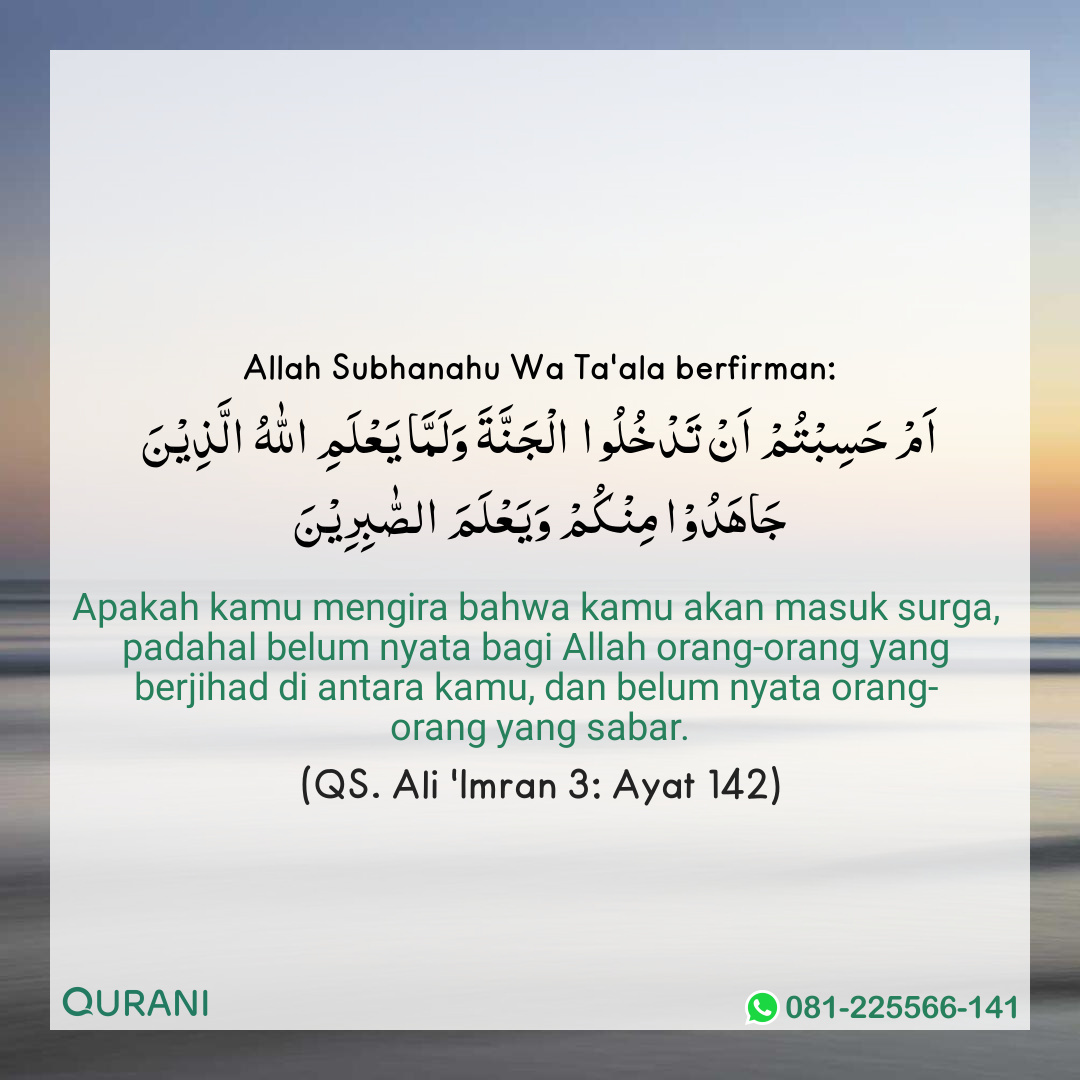 Allah Subhanahu Wa Ta'ala berfirman:
اَمْ حَسِبْتُمْ اَنْ تَدْخُلُوا الْجَنَّةَ وَلَمَّا يَعْلَمِ اللّٰهُ الَّذِيْنَ
جَاهَدُوْا مِنْكُمْ وَيَعْلَمَ الصّٰبِرِيْنَ
Apakah kamu mengira bahwa kamu akan masuk surga,
padahal belum nyata bagi Allah orang-orang yang
berjihad di antara kamu, dan belum nyata orang-
orang yang sabar.
(QS. Ali 'Imran 3: Ayat 142)
QURANI
081-225566-141